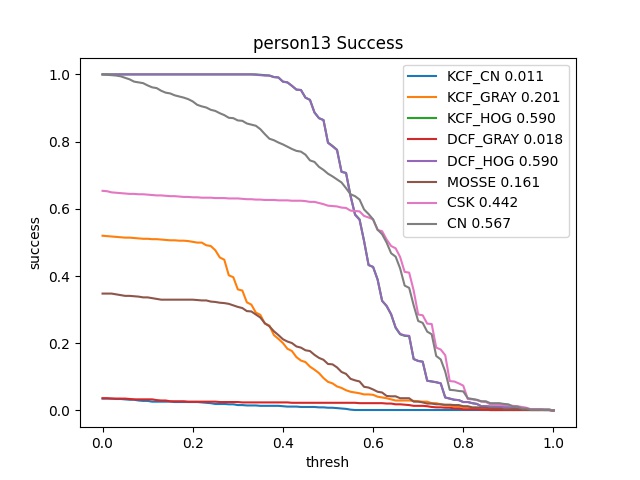 person13 Success
KCF_CN 0.011
KCF_GRAY 0.201
KCF_HOG 0.590
DCF_GRAY 0.018
DCF_HOG 0.590
MOSSE 0.161
CSK 0.442
CN 0.567
success
1.0
0.8
0.6
0.4
0.2
0.0
0.0 0.2 0.4 0.6 0.8 1.0
thresh